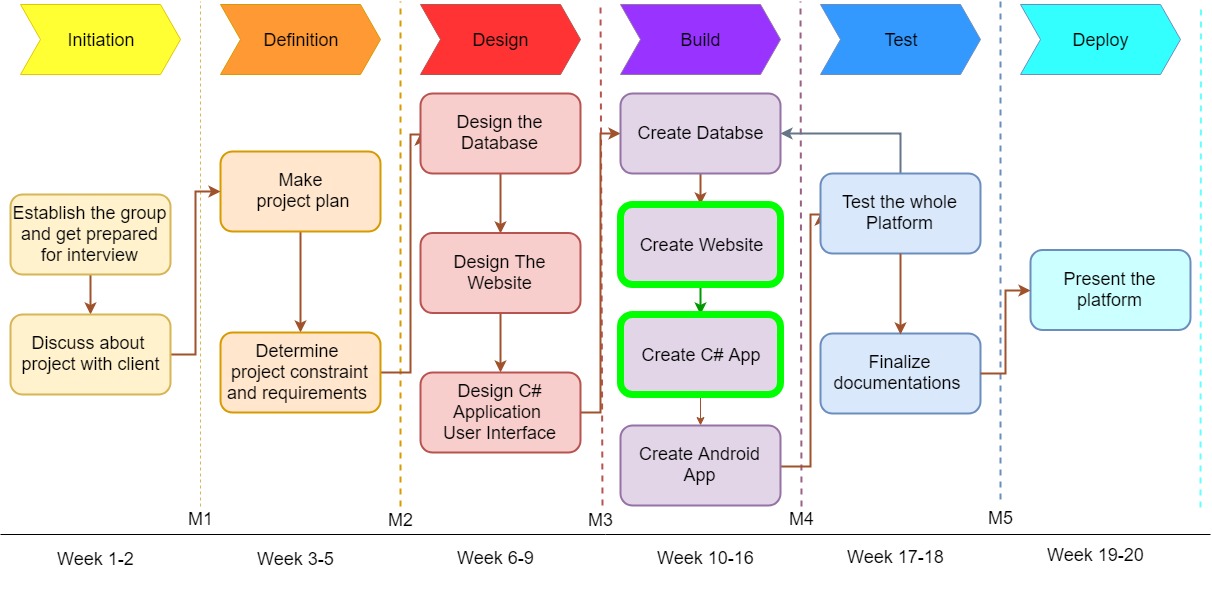 Initiation
Definition
Design
Build
Test
Deploy
Establish the group
and get prepared
for interview
Discuss about
project with client
Make
project plan
Determine
project constraint
and requirements
Design the
Database
Design The
Website
Design C#
Application
User Interface
Create Databse
Create Website
Create C# App
Create Android
App
Test the whole
Platform
Finalize
documentations
Present the
platform
M1
M2
M3
M4
M5
Week 1-2
Week 3-5
Week 6-9
Week 10-16
Week 17-18
Week 19-20